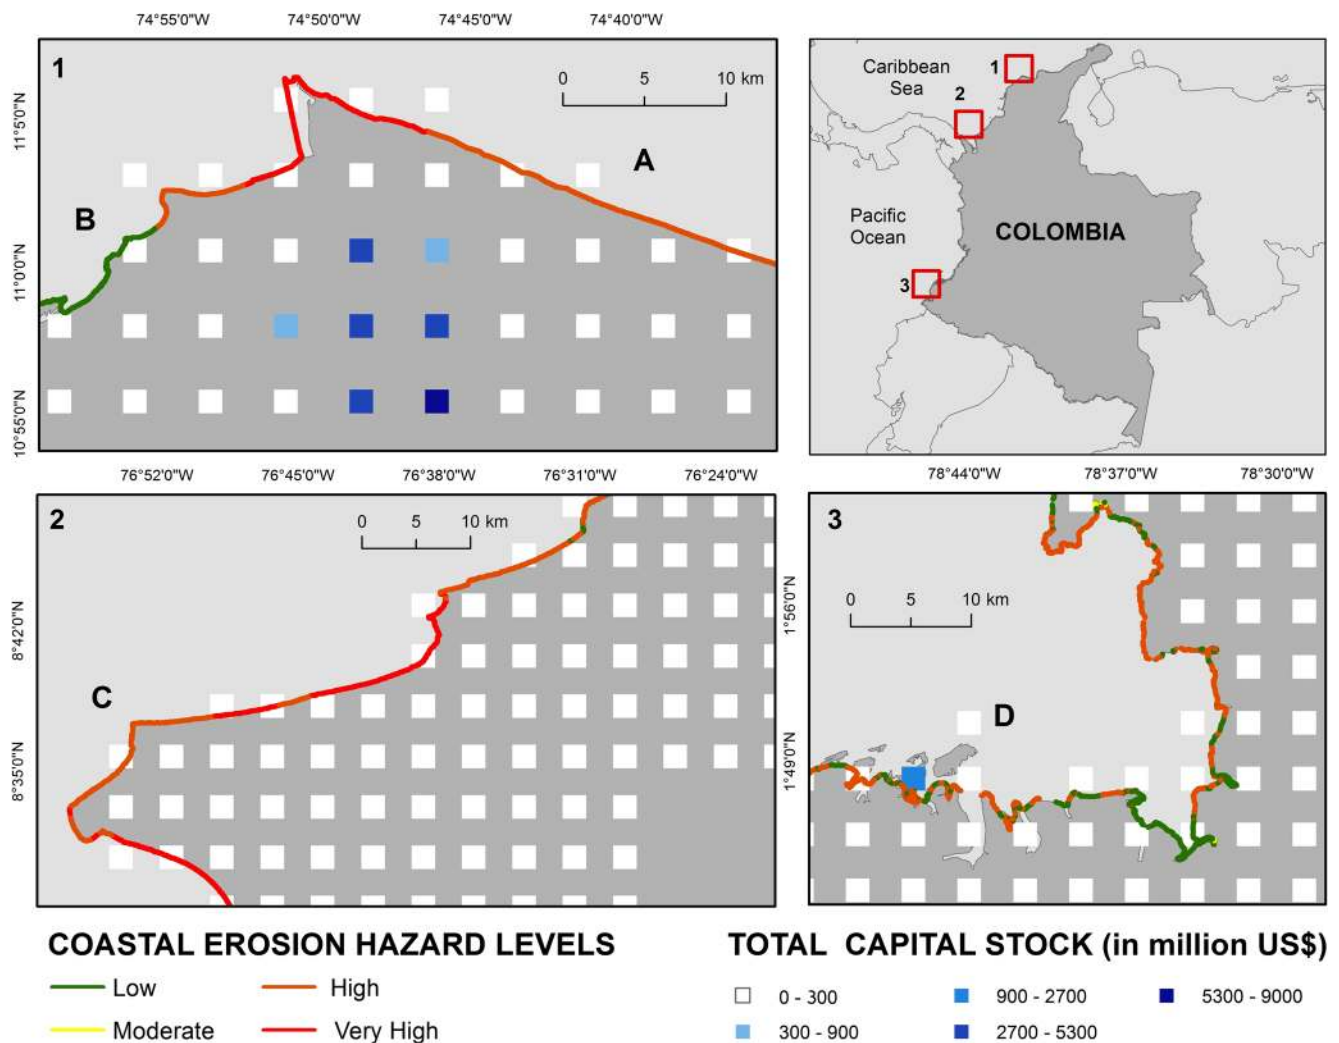 74°55'0"W 74°50'0"W 74°45'0"W 74°40'0"W
1
0 5 10 km
11°5'0"N
A
B
11°0'0"N
10°55'0"N
Caribbean
Sea
1
2
Pacific
Ocean
COLOMBIA
3
76°52'0"W 76°45'0"W 76°38'0"W 76°31'0"W 76°24'0"W
2
0 5 10 km
8°42'0"N
C
8°35'0"N
78°44'0"W 78°37'0"W 78°30'0"W
3
1°56'0"N
0 5 10 km
D
1°49'0"N
COASTAL EROSION HAZARD LEVELS
Low
High
Moderate
Very High
TOTAL CAPITAL STOCK (in million US$)
0 - 300
900 - 2700
5300 - 9000
300 - 900
2700 - 5300